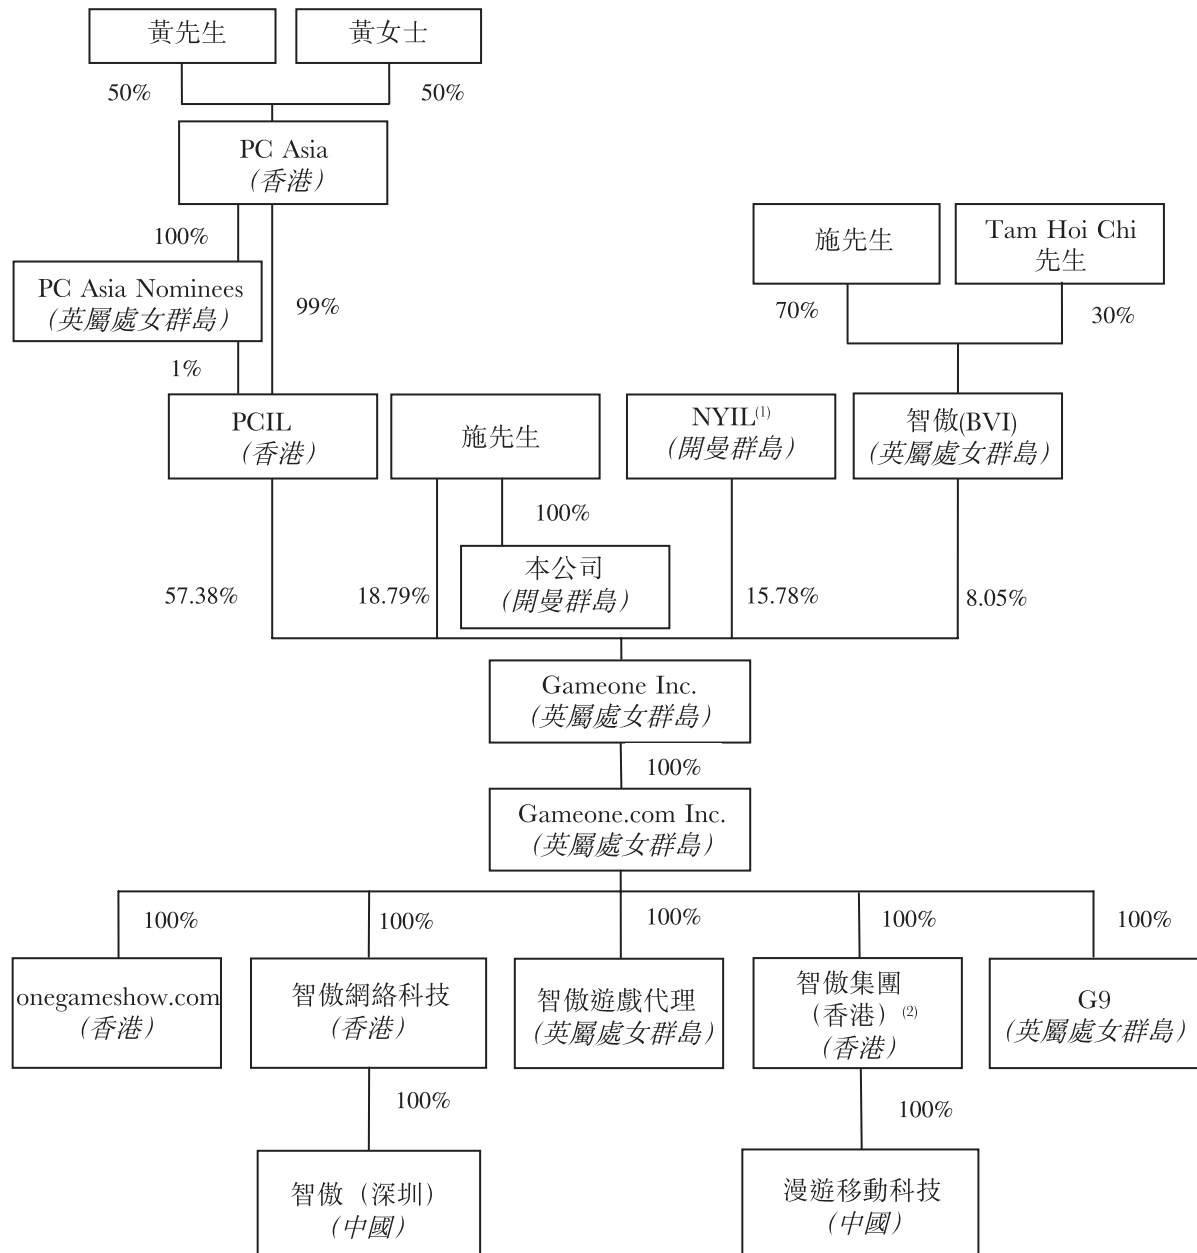 黃先生
黃女士
50%
50%
PC Asia
（香港）
100%
99%
PC Asia Nominees
（英屬處女群島）
1%
施先生
Tam Hoi Chi
先生
70%
30%
PCIL
（香港）
施先生
NYIL(1)
（開曼群島）
智傲(BVI)
（英屬處女群島）
100%
本公司
（開曼群島）
57.38%
18.79%
15.78%
8.05%
Gameone Inc.
（英屬處女群島）
100%
Gameone.com Inc.
（英屬處女群島）
100%
100%
100%
100%
100%
onegameshow.com
（香港）
智傲網絡科技
（香港）
智傲遊戲代理
（英屬處女群島）
智傲集團
（香港）(2)
（香港）
G9
（英屬處女群島）
100%
100%
智傲（深圳）
（中國）
漫遊移動科技
（中國）